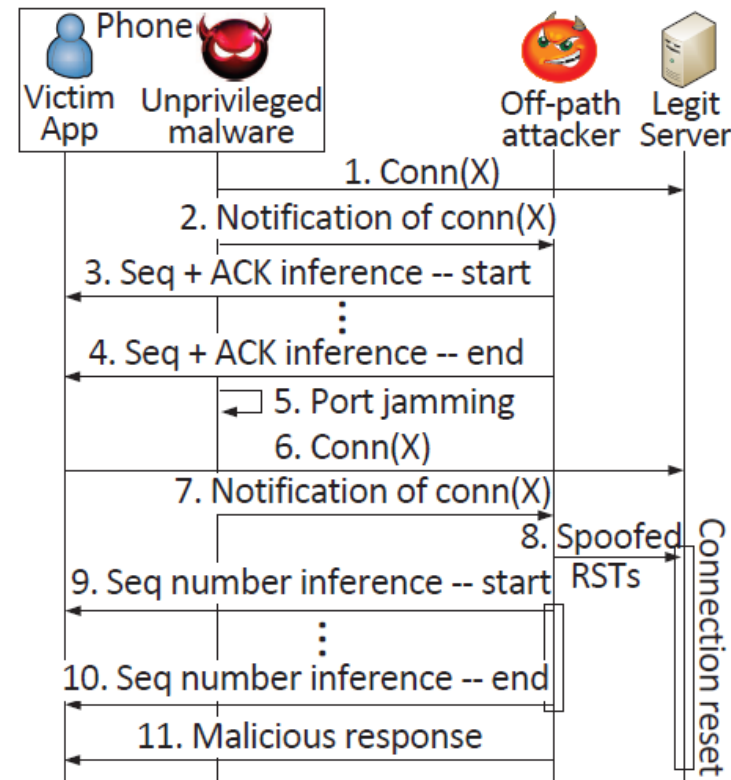 Phone
Victim App
Unprivileged malware
Off-path attacker
Legit Server
1. Conn(X)
2. Notification of conn(X)
3. Seq + ACK inference -- start
4. Seq + ACK inference -- end
5. Port jamming
6. Conn(X)
7. Notification of conn(X)
8. Spoofed
RSTs
9. Seq number inference -- start
10. Seq number inference -- end
11. Malicious response
Connection reset